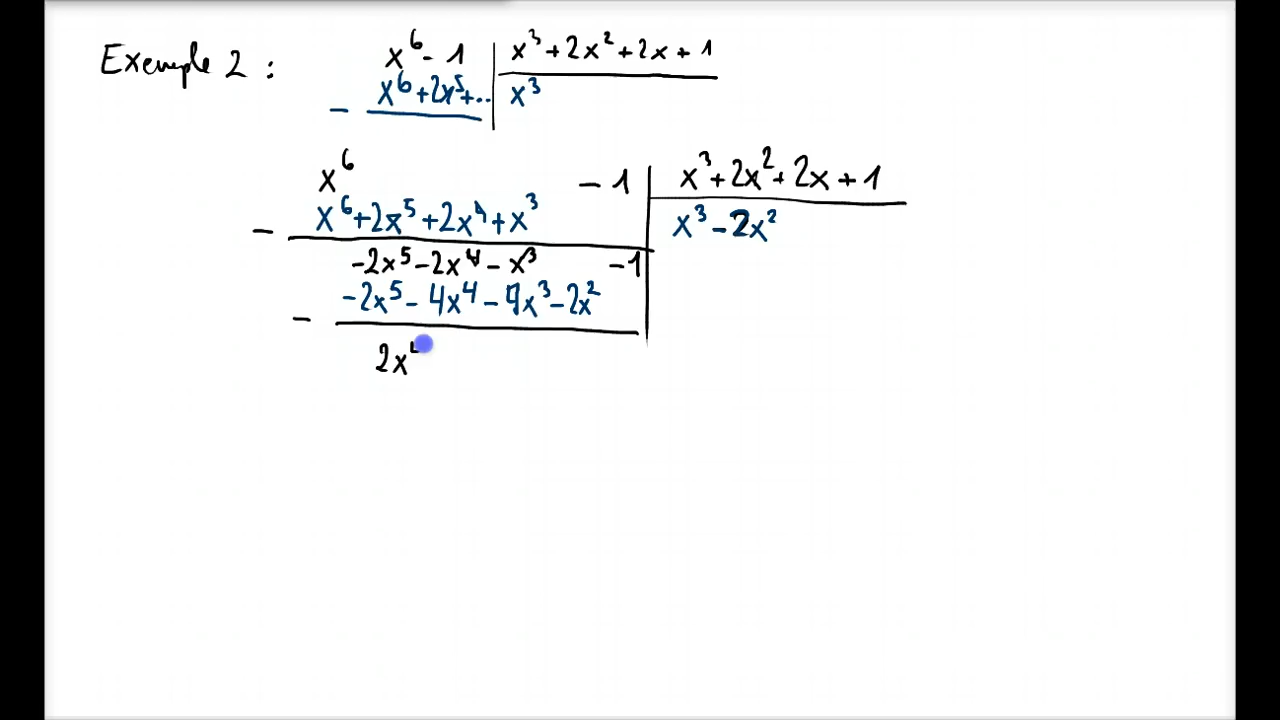 Exemple 2 :
x⁶ - 1 | x³ + 2x² + 2x + 1
- x⁶ + 2x⁵ + .. | x³
x⁶ - 1 | x³ + 2x² + 2x + 1
- x⁶ + 2x⁵ + 2x⁴ + x³ | x³ - 2x²
-2x⁵ - 2x⁴ - x³ - 1
- -2x⁵ - 4x⁴ - 4x³ - 2x²
2x⁴